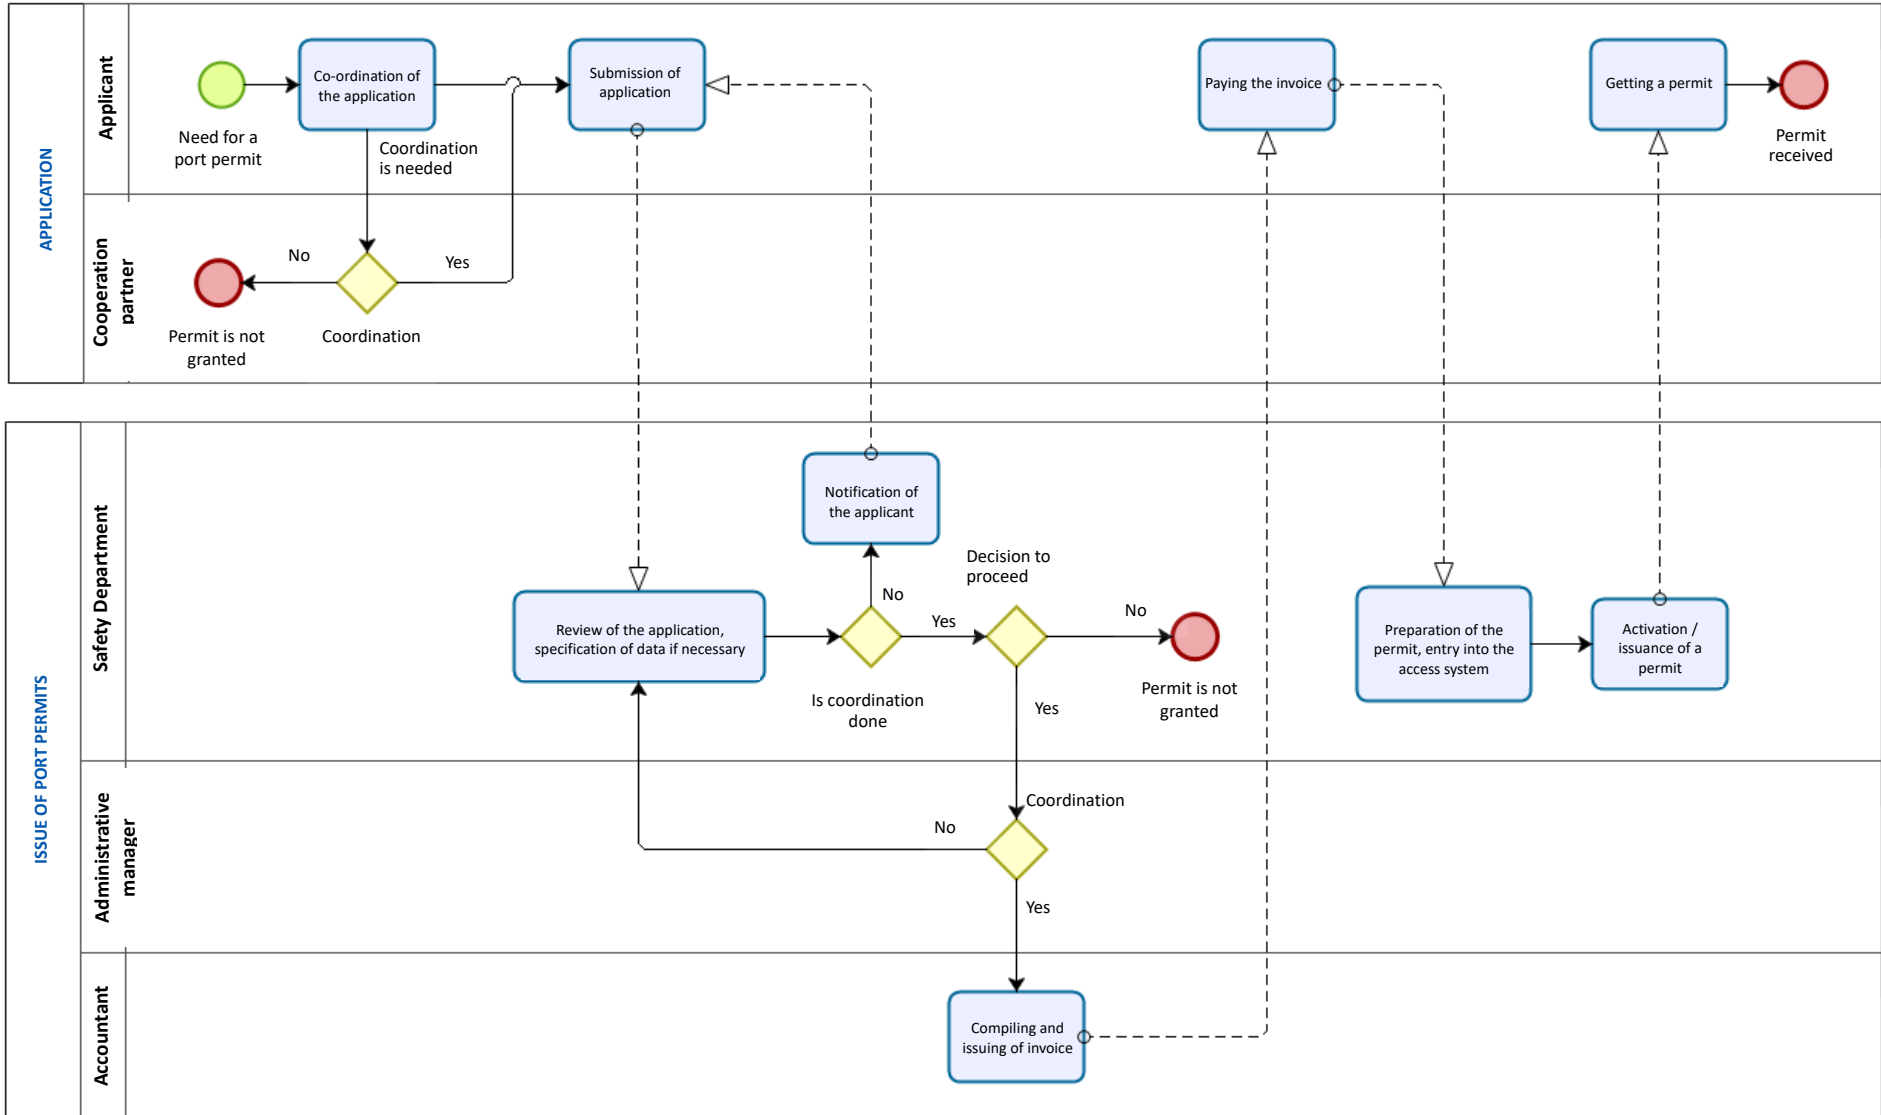 APPLICATION
Applicant
Need for a
port permit
Co-ordination of
the application
Coordination
is needed
Submission of
application
Paying the invoice
Getting a permit
Permit
received
Cooperation
partner
No
Yes
Permit is not
granted
Coordination
ISSUE OF PORT PERMITS
Safety Department
Notification of
the applicant
Review of the application,
specification of data if necessary
No
Yes
Is coordination
done
Decision to
proceed
No
Yes
Permit is not
granted
Preparation of the
permit, entry into the
access system
Activation /
issuance of a
permit
Administrative
manager
Coordination
No
Yes
Accountant
Compiling and
issuing of invoice